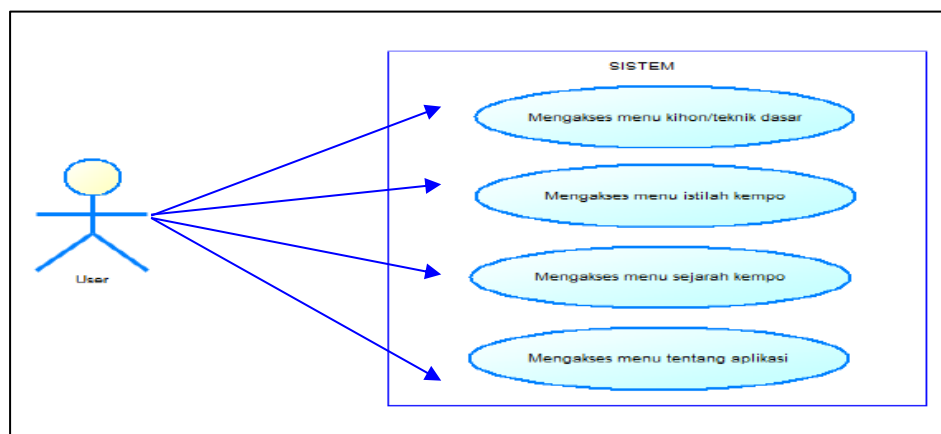 SISTEM
Mengakses menu kihon/teknik dasar
Mengakses menu istilah kempo
Mengakses menu sejarah kempo
User
Mengakses menu tentang aplikasi